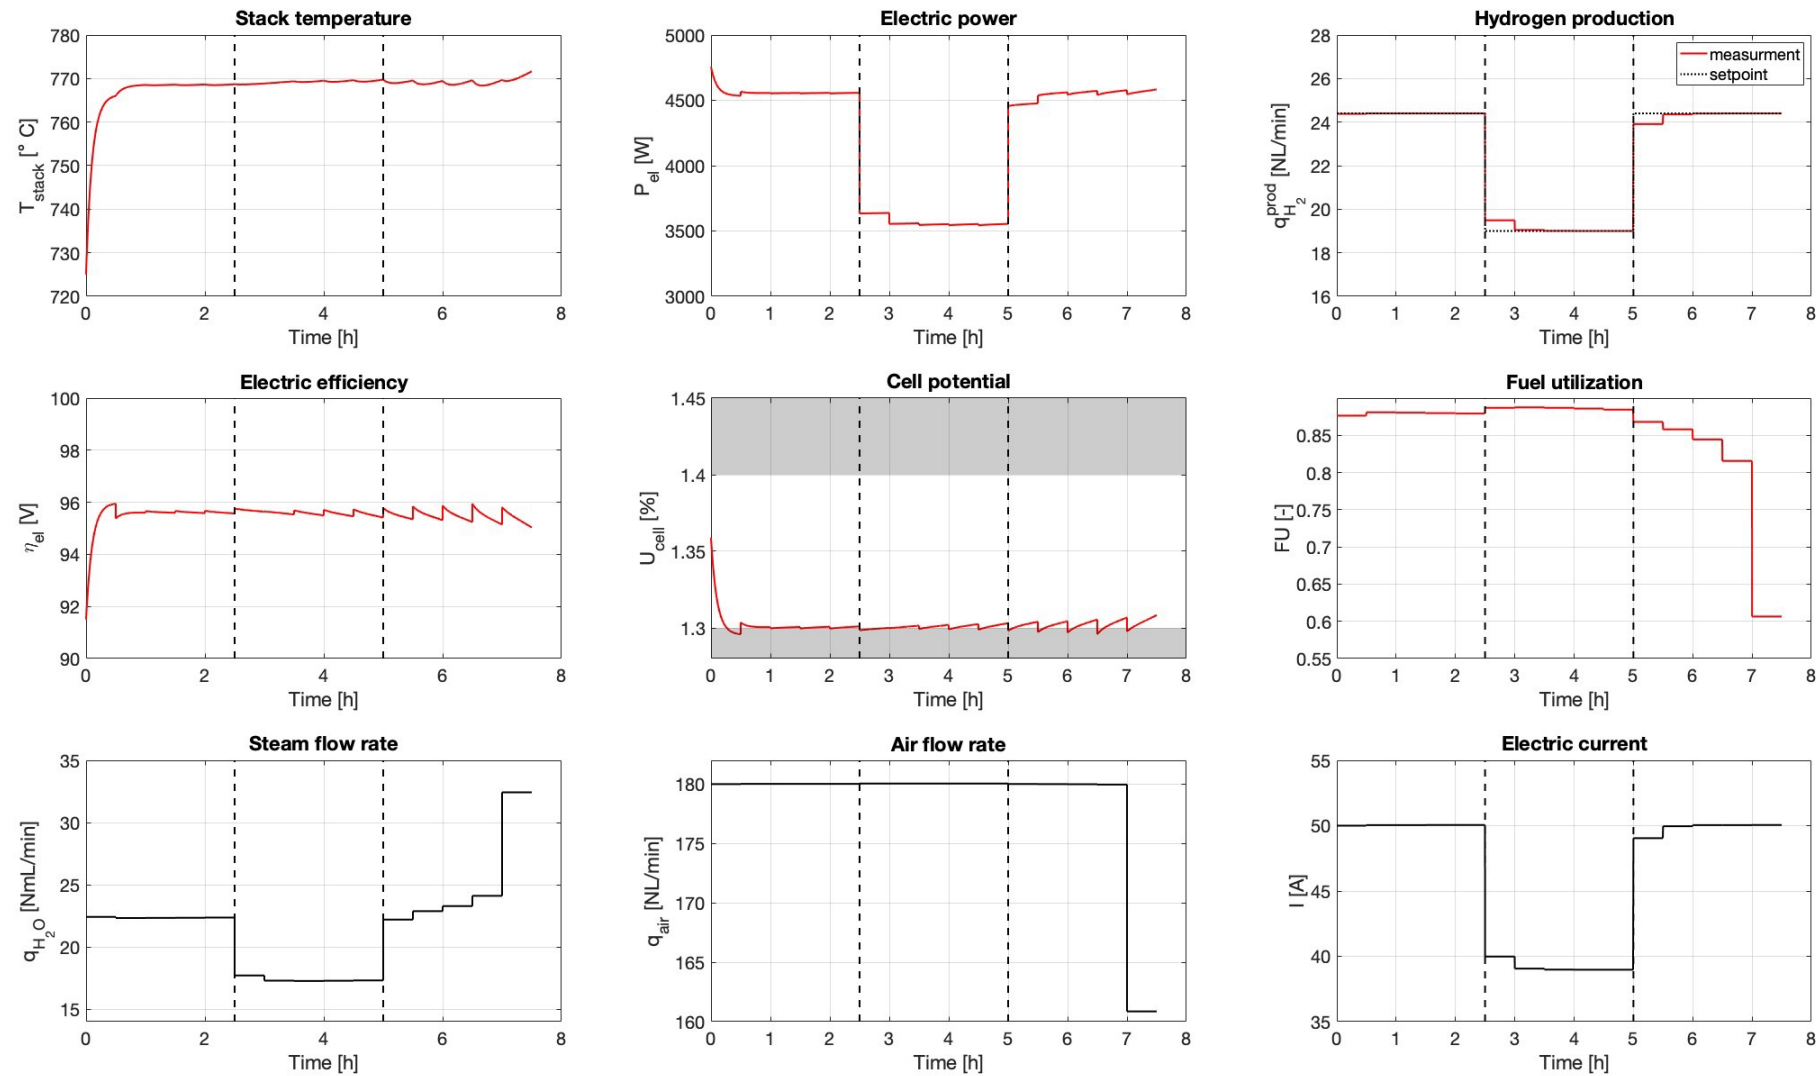 Stack temperature
780
770
760
750
740
730
720
T_stack [° C]
0 2 4 6 8
Time [h]
Electric power
5000
4500
4000
3500
3000
P_el [W]
0 1 2 3 4 5 6 7 8
Time [h]
Hydrogen production
measurment
setpoint
28
26
24
22
20
18
16
q_H_2^prod [NL/min]
0 1 2 3 4 5 6 7 8
Time [h]
Electric efficiency
100
98
96
94
92
90
η_el [V]
0 2 4 6 8
Time [h]
Cell potential
1.45
1.4
1.35
1.3
U_cell [%]
0 1 2 3 4 5 6 7 8
Time [h]
Fuel utilization
0.85
0.8
0.75
0.7
0.65
0.6
0.55
FU [-]
0 1 2 3 4 5 6 7 8
Time [h]
Steam flow rate
35
30
25
20
15
q_H_2O [NmL/min]
0 2 4 6 8
Time [h]
Air flow rate
180
175
170
165
160
q_air [NL/min]
0 1 2 3 4 5 6 7 8
Time [h]
Electric current
55
50
45
40
35
I [A]
0 1 2 3 4 5 6 7 8
Time [h]